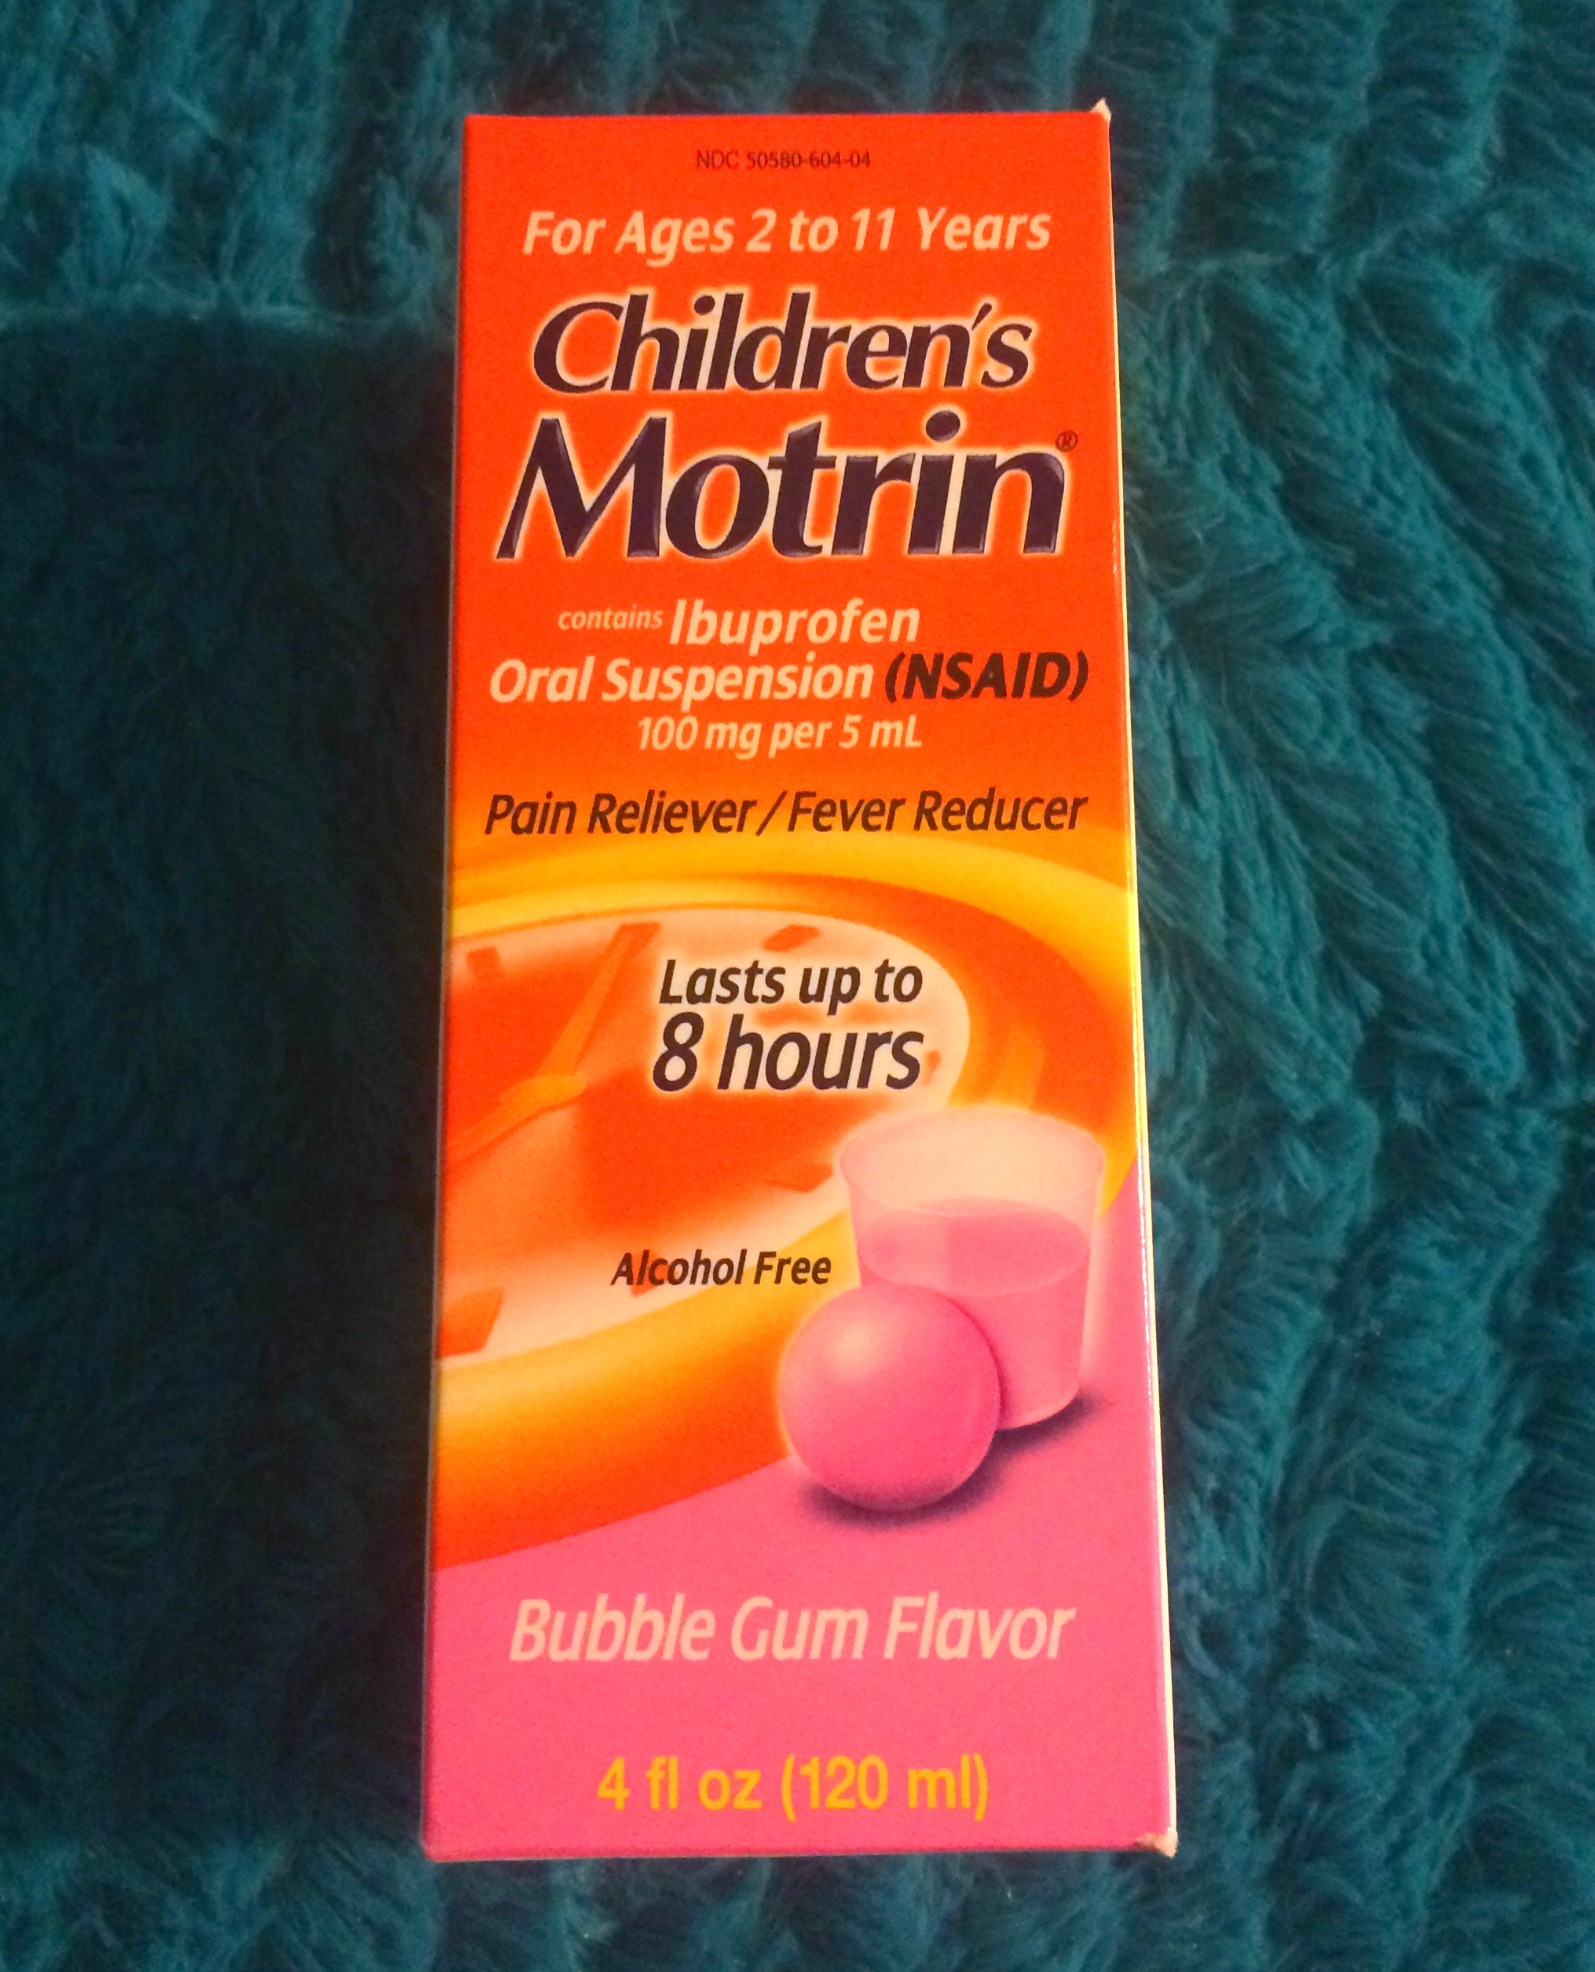 NDC 50580-604-04
For Ages 2 to 11 Years
Children's
Motrin®
contains Ibuprofen
Oral Suspension (NSAID)
100 mg per 5 mL
Pain Reliever/Fever Reducer
Lasts up to
8 hours
Alcohol Free
Bubble Gum Flavor
4 fl oz (120 ml)